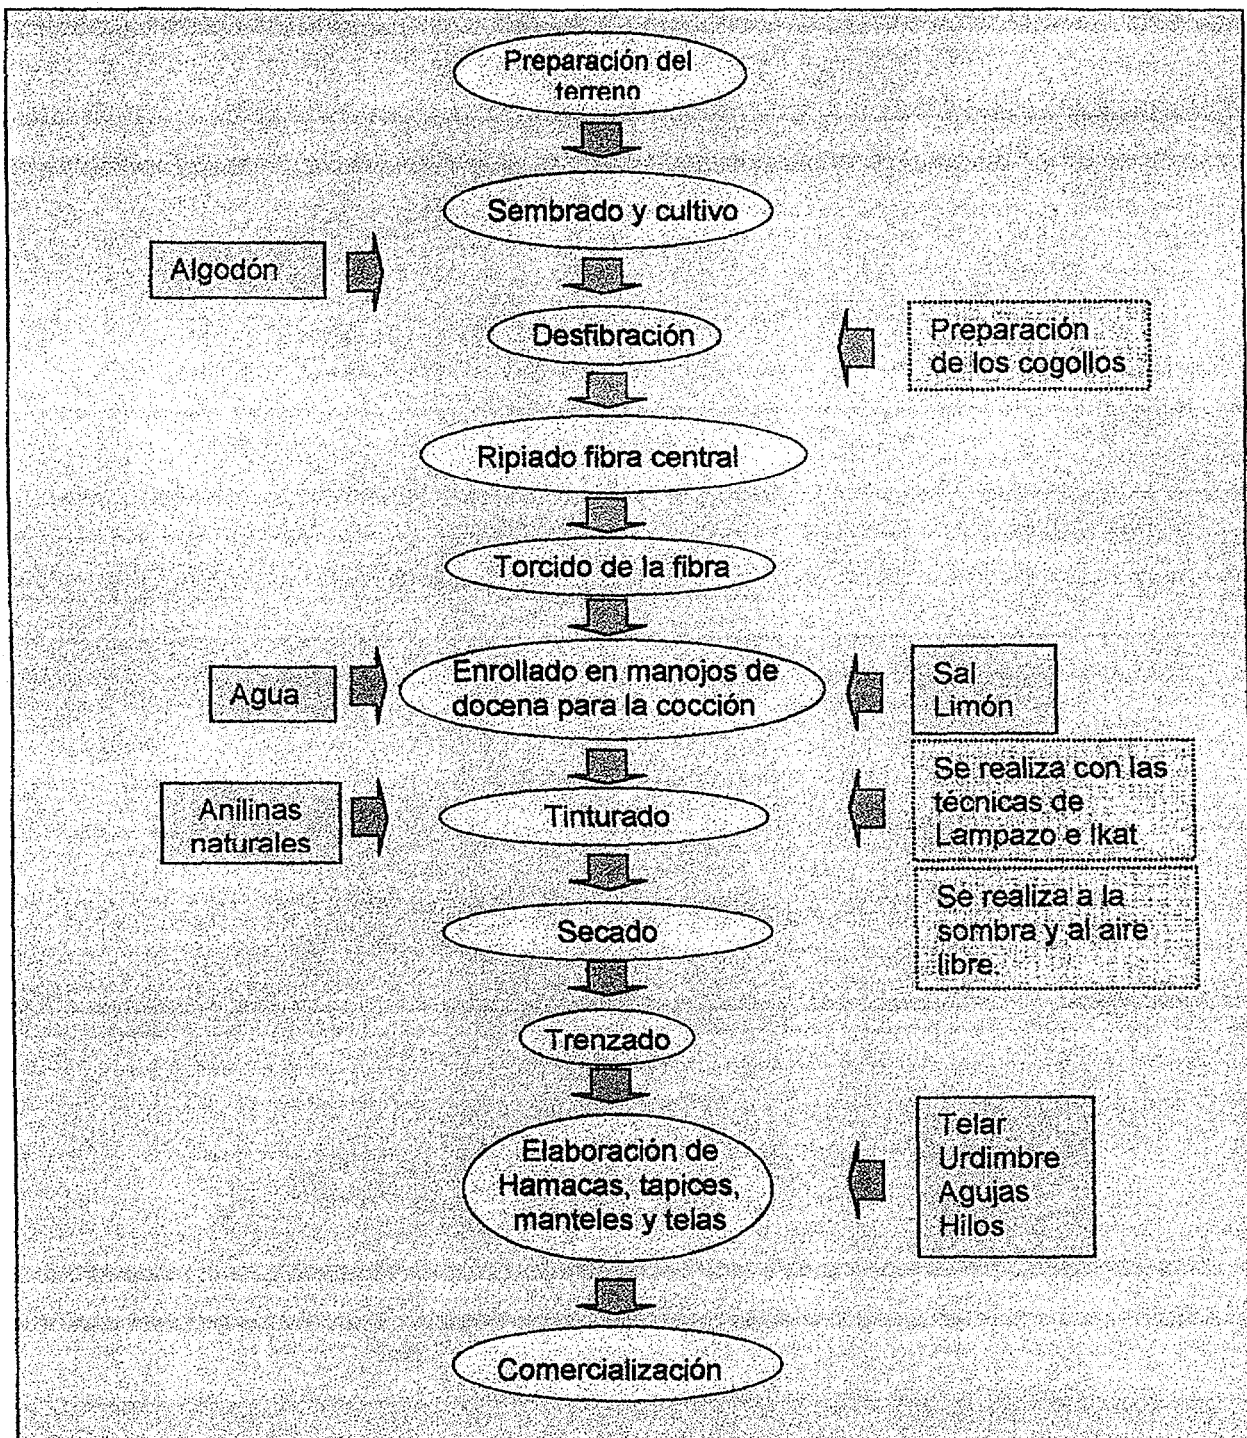 Preparación del
terreno
Sembrado y cultivo
Algodón
Desfibración
Preparación
de los cogollos
Ripiado fibra central
Torcido de la fibra
Agua
Enrollado en manojos de
docena para la cocción
Sal
Limón
Anilinas
naturales
Tinturado
Se realiza con las
técnicas de
Lampazo e Ikat
Secado
Se realiza a la
sombra y al aire
libre.
Trenzado
Elaboración de
Hamacas, tapices,
manteles y telas
Telar
Urdimbre
Agujas
Hilos
Comercialización